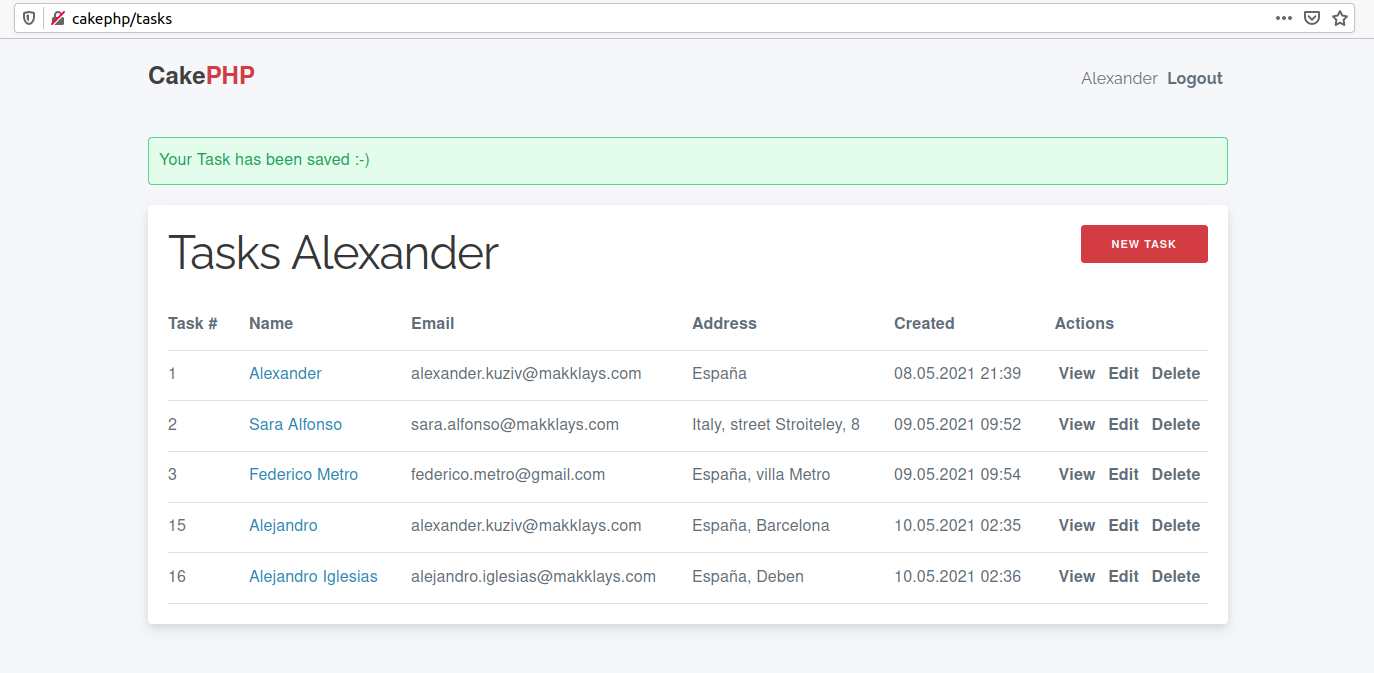 cakephp/tasks
CakePHP
Alexander Logout
Your Task has been saved :-)
Tasks Alexander
NEW TASK
Task # Name Email Address Created Actions
1 Alexander alexander.kuziv@makklays.com España 08.05.2021 21:39 View Edit Delete
2 Sara Alfonso sara.alfonso@makklays.com Italy, street Stroiteley, 8 09.05.2021 09:52 View Edit Delete
3 Federico Metro federico.metro@gmail.com España, villa Metro 09.05.2021 09:54 View Edit Delete
15 Alejandro alexander.kuziv@makklays.com España, Barcelona 10.05.2021 02:35 View Edit Delete
16 Alejandro Iglesias alejandro.iglesias@makklays.com España, Deben 10.05.2021 02:36 View Edit Delete